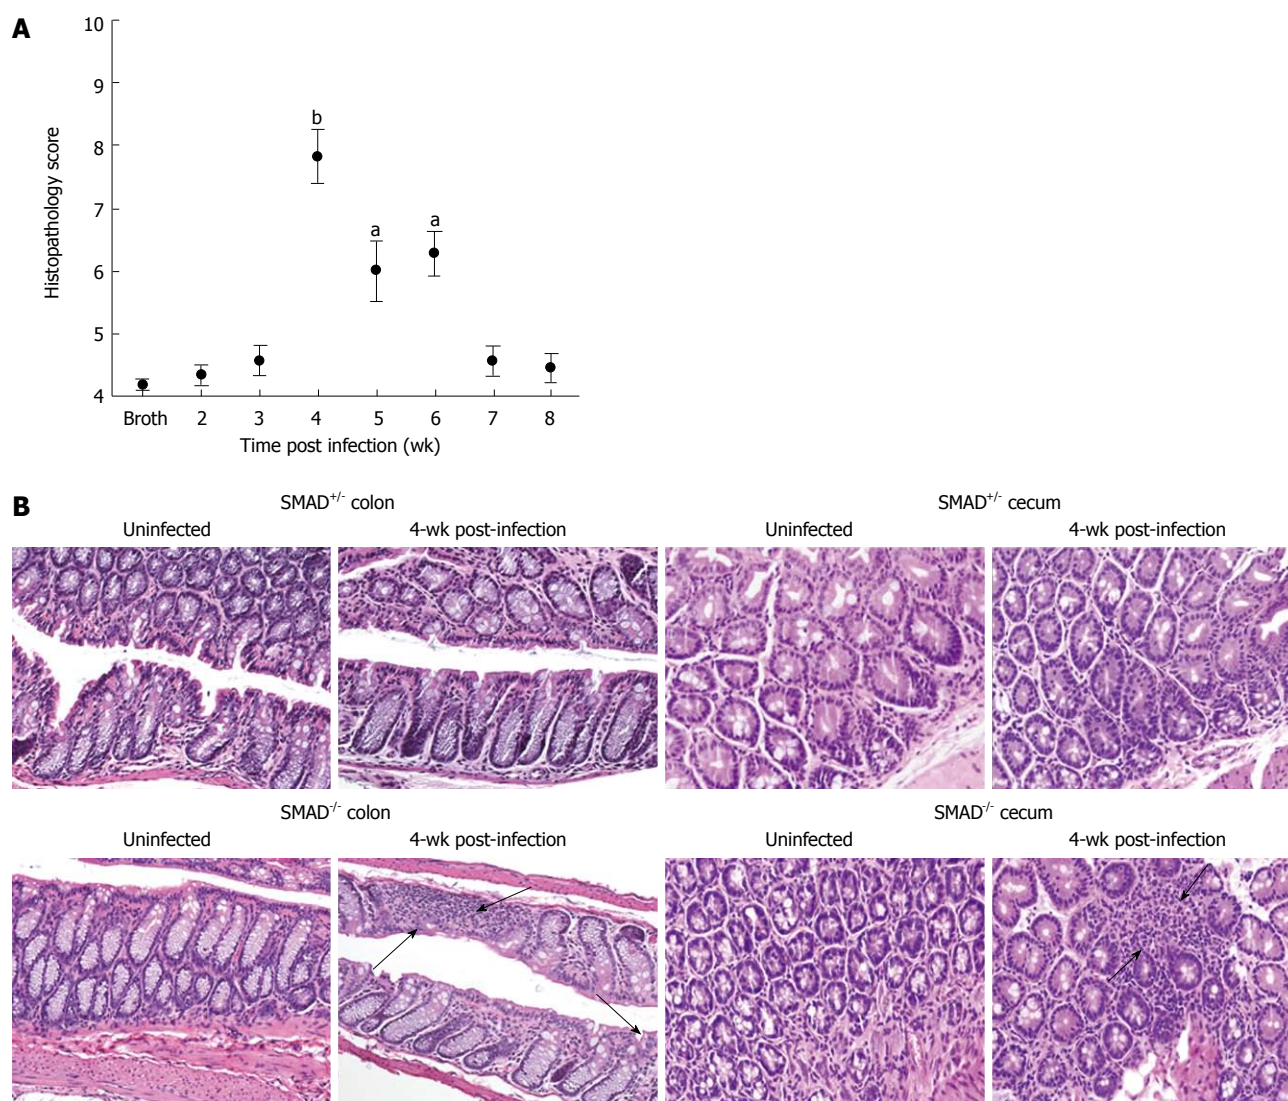 A
10
9
8
7
6
5
4
Histopathology score
b
a
a
Broth 2 3 4 5 6 7 8
Time post infection (wk)
B
SMAD+/- colon
SMAD+/- cecum
Uninfected
4-wk post-infection
Uninfected
4-wk post-infection
SMAD-/- colon
SMAD-/- cecum
Uninfected
4-wk post-infection
Uninfected
4-wk post-infection